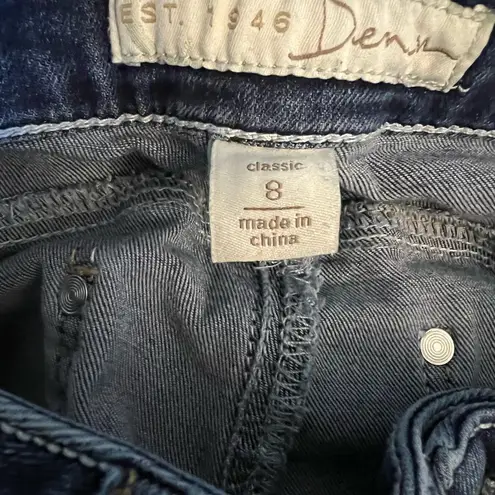 EST. 1946 Denim
classic
8
made in
china